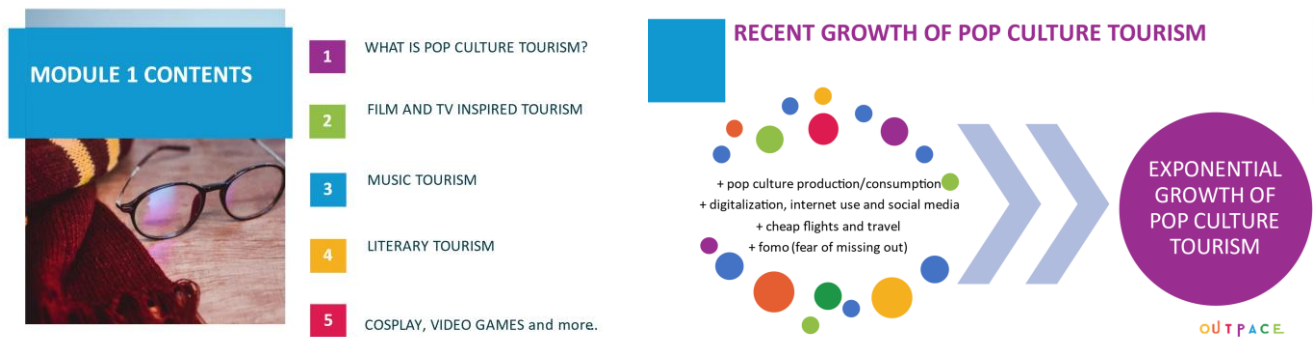 MODULE 1 CONTENTS
1 WHAT IS POP CULTURE TOURISM?
2 FILM AND TV INSPIRED TOURISM
3 MUSIC TOURISM
4 LITERARY TOURISM
5 COSPLAY, VIDEO GAMES and more..
RECENT GROWTH OF POP CULTURE TOURISM
+ pop culture production/consumption
+ digitalization, internet use and social media
+ cheap flights and travel
+ fomo (fear of missing out)
EXPONENTIAL
GROWTH OF
POP CULTURE
TOURISM
OUTPACE